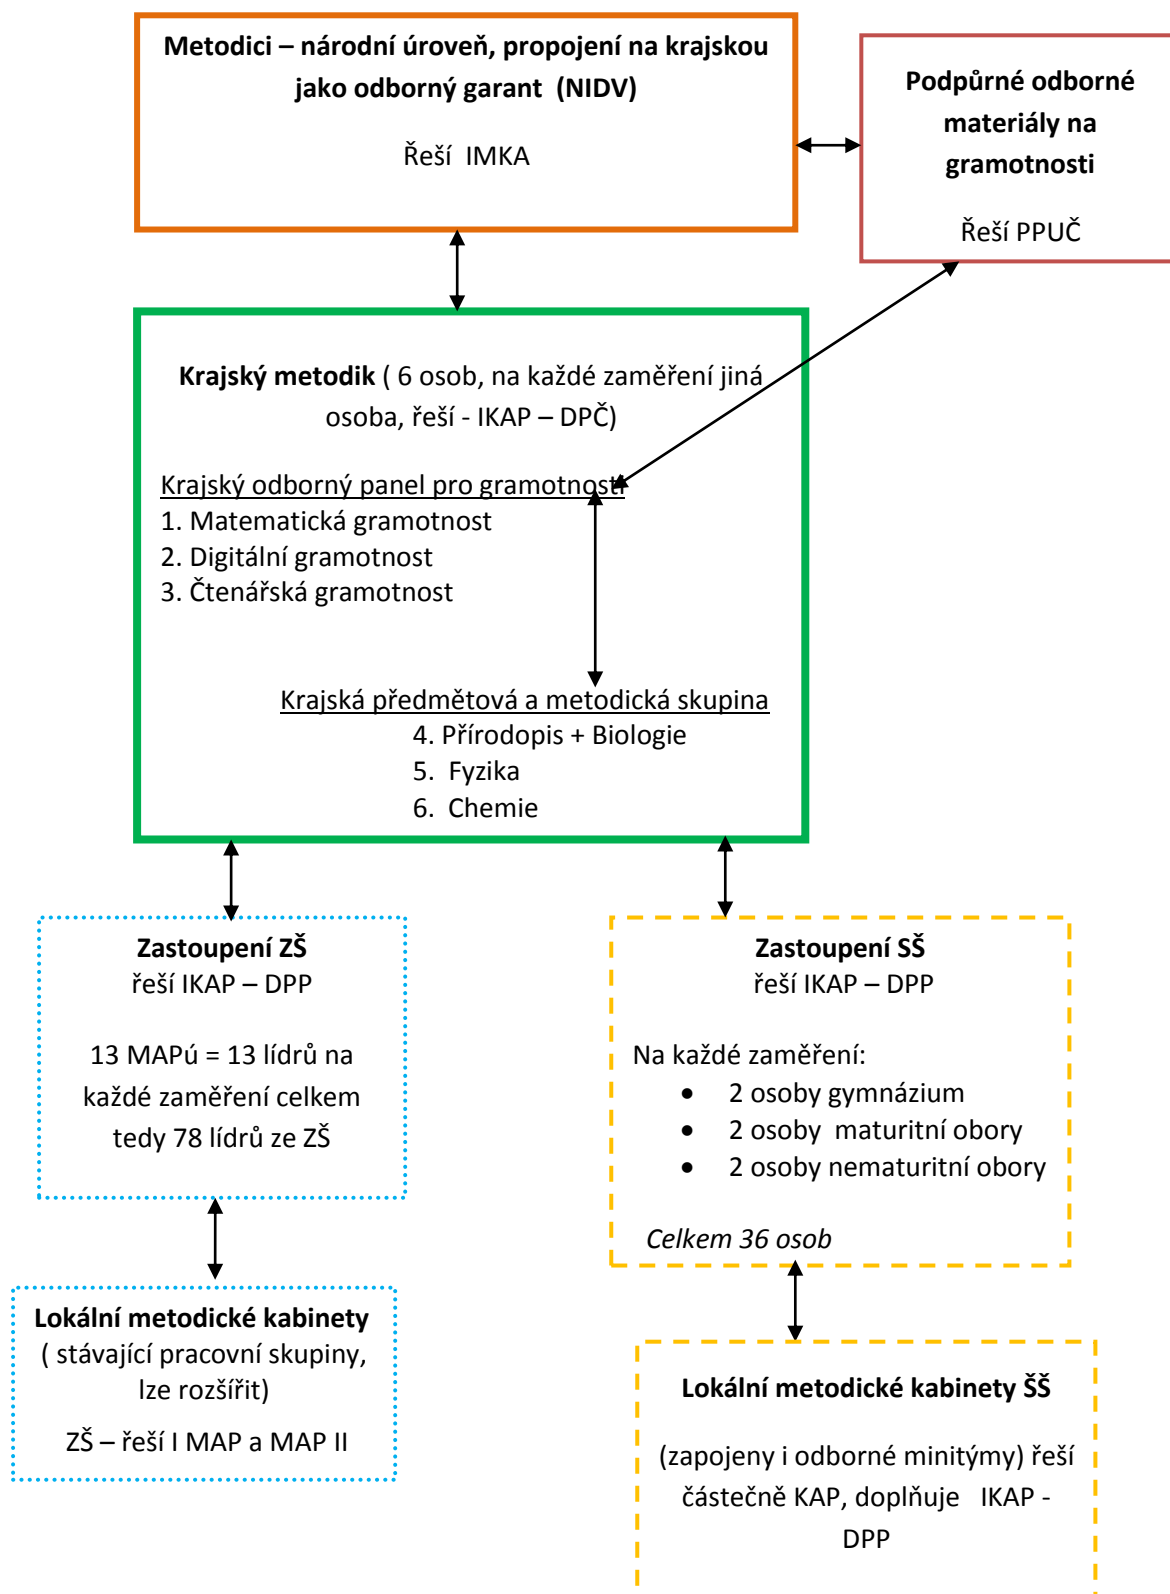 Metodici – národní úroveň, propojení na krajskou
jako odborný garant  (NIDV)
Řeší  IMKA
Podpůrné odborné
materiály na
gramotnosti
Řeší PPUČ
Krajský metodik ( 6 osob, na každé zaměření jiná
osoba, řeší - IKAP – DPČ)
Krajský odborný panel pro gramotnosti
1. Matematická gramotnost
2. Digitální gramotnost
3. Čtenářská gramotnost
Krajská předmětová a metodická skupina
4. Přírodopis + Biologie
5.  Fyzika
6.  Chemie
Zastoupení ZŠ
řeší IKAP – DPP
13 MAPú = 13 lídrů na
každé zaměření celkem
tedy 78 lídrů ze ZŠ
Zastoupení SŠ
řeší IKAP – DPP
Na každé zaměření:
• 2 osoby gymnázium
• 2 osoby  maturitní obory
• 2 osoby nematuritní obory
Celkem 36 osob
Lokální metodické kabinety
( stávající pracovní skupiny,
lze rozšířit)
ZŠ – řeší I MAP a MAP II
Lokální metodické kabinety ŠŠ
(zapojeny i odborné minitýmy) řeší
částečně KAP, doplňuje   IKAP -
DPP